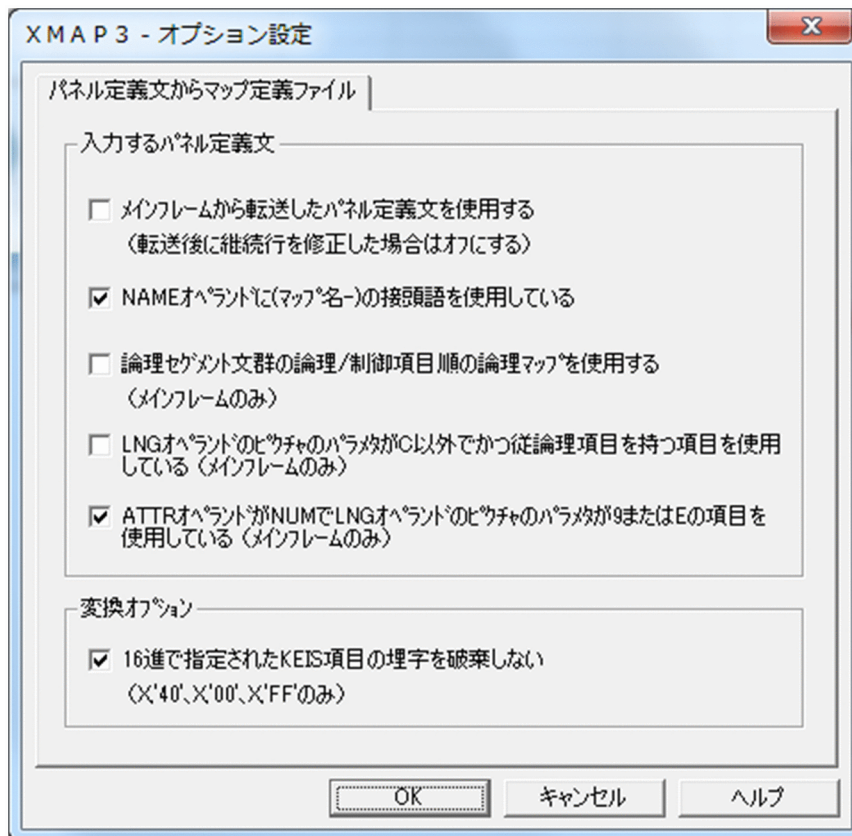 XMAP3 - オプション設定
パネル定義文からマップ定義ファイル
入力するパネル定義文
メインフレームから転送したパネル定義文を使用する
（転送後に継続行を修正した場合はオフにする）
NAMEオペランドに(マップ名-)の接頭語を使用している
論理セグメント文群の論理/制御項目順の論理マップを使用する
（メインフレームのみ）
LNGオペランドのピクチャのパラメタがC以外でかつ従論理項目を持つ項目を使用
している（メインフレームのみ）
ATTRオペランドがNUMでLNGオペランドのピクチャのパラメタが9またはEの項目を
使用している（メインフレームのみ）
変換オプション
16進で指定されたKEIS項目の埋字を破棄しない
（X'40'、X'00'、X'FF'のみ）
OK キャンセル ヘルプ